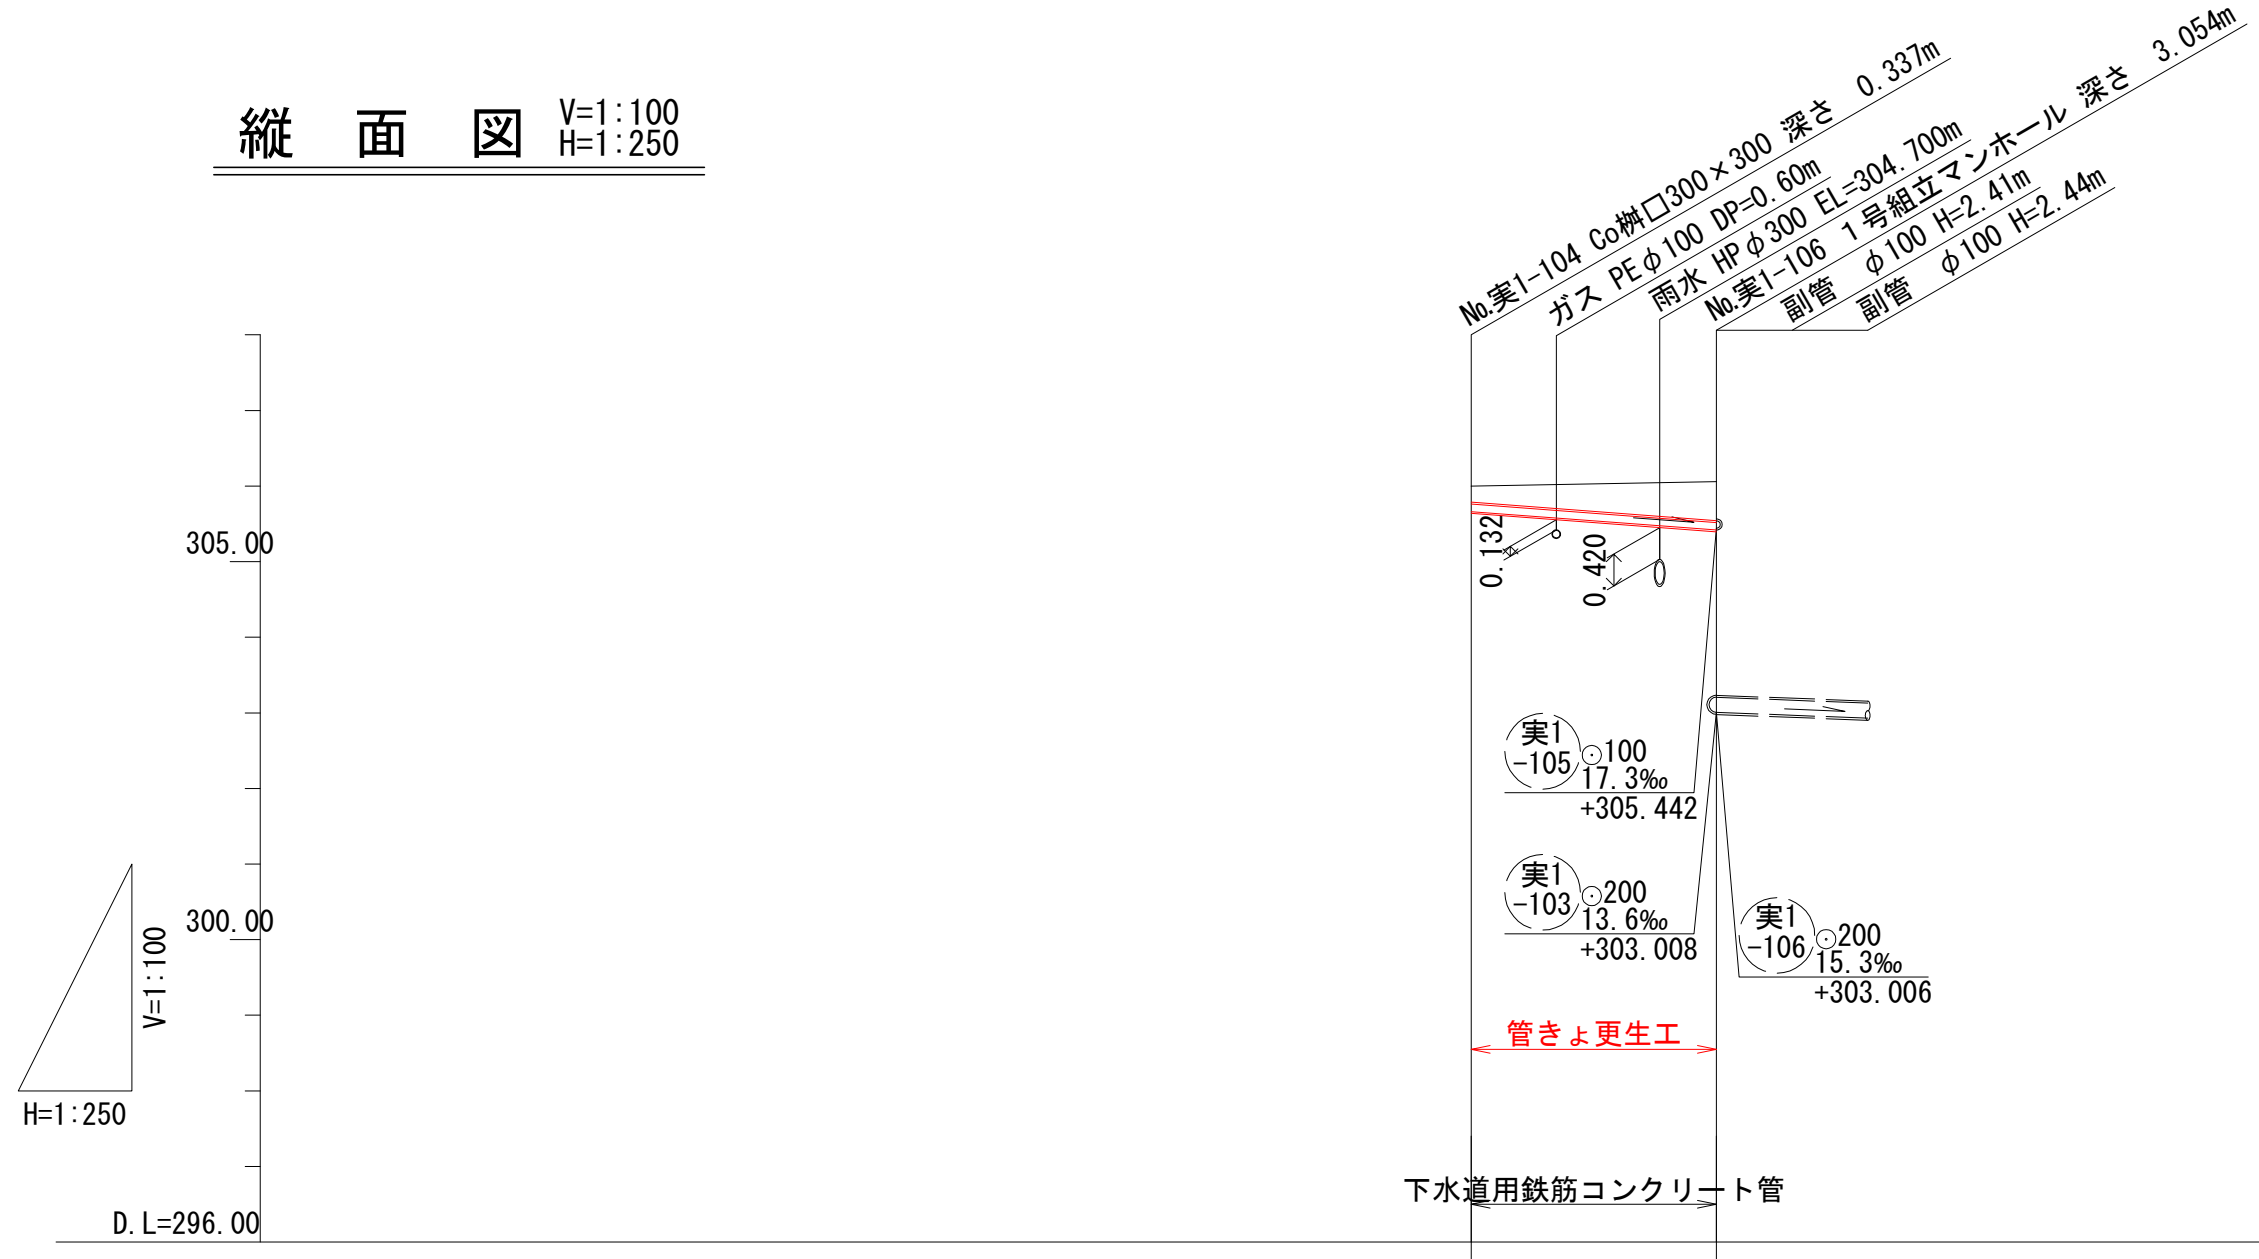 縦 面 図
V=1:100
H=1:250
№.実1-104 Co桝□300×300 深さ 0.337m
ガス PEφ100 DP=0.60m
雨水 HPφ300 EL=304.700m
№.実1-106 1号組立マンホール 深さ 3.054m
副管 φ100 H=2.41m
副管 φ100 H=2.44m
305.00
0.132
0.420
実1
-105
⊙100
17.3‰
+305.442
実1
-103
⊙200
13.6‰
+303.008
実1
-106
⊙200
15.3‰
+303.006
300.00
V=1:100
H=1:250
管きょ更生工
下水道用鉄筋コンクリート管
D.L=296.00